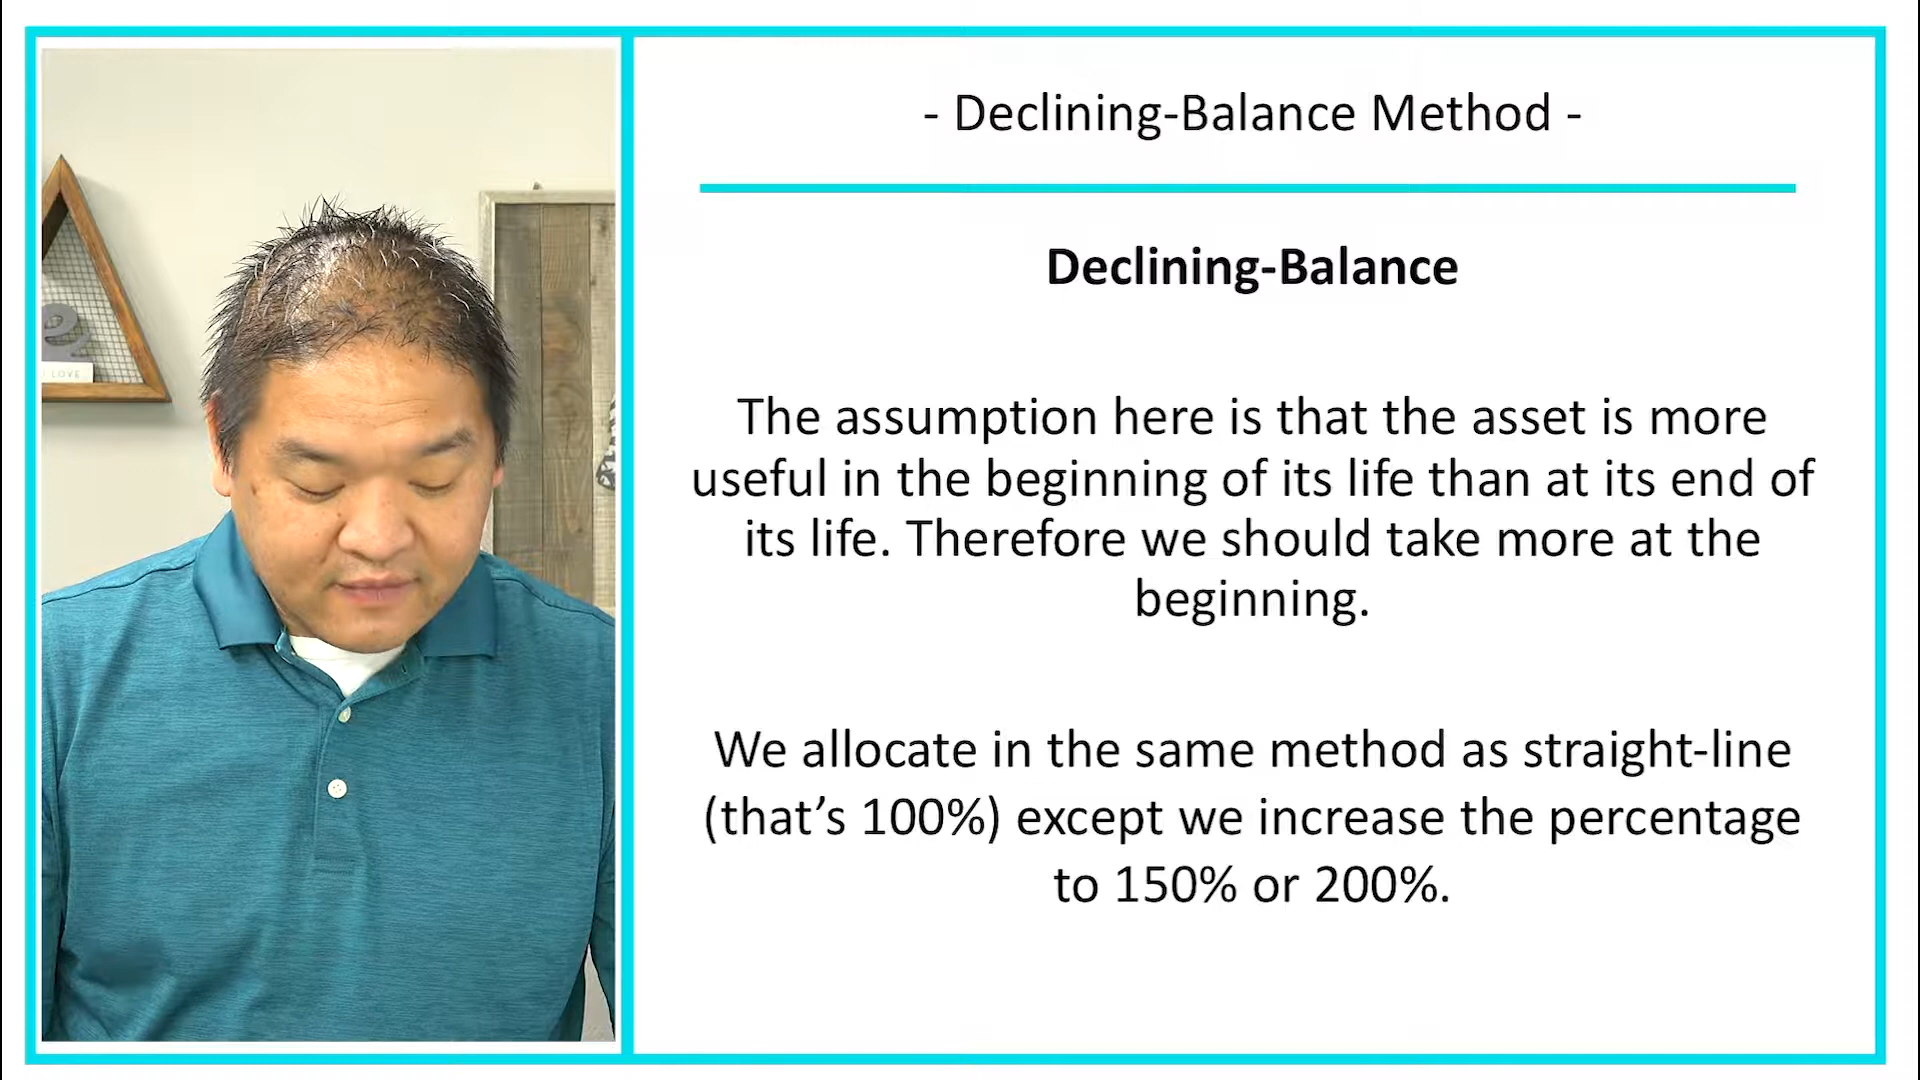 - Declining-Balance Method -
Declining-Balance
The assumption here is that the asset is more
useful in the beginning of its life than at its end of
its life. Therefore we should take more at the
beginning.
We allocate in the same method as straight-line
(that’s 100%) except we increase the percentage
to 150% or 200%.
e
LOVE